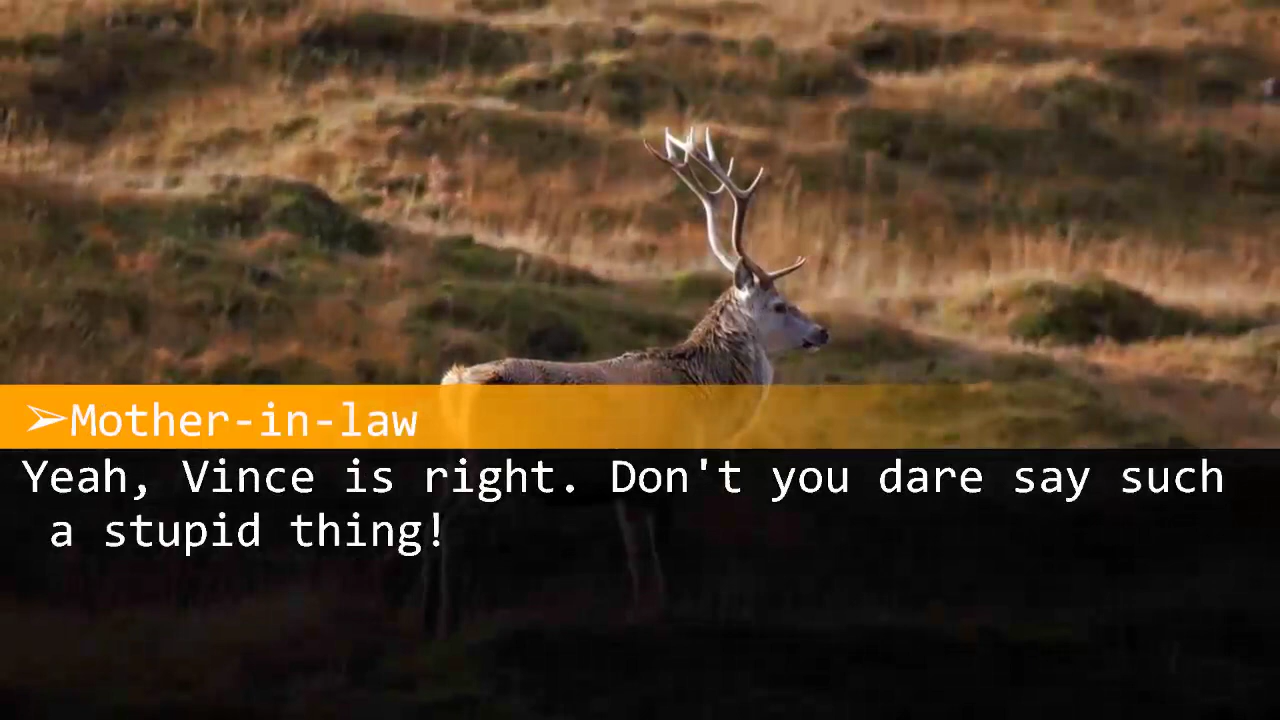 ➢Mother-in-law
Yeah, Vince is right. Don't you dare say such
a stupid thing!